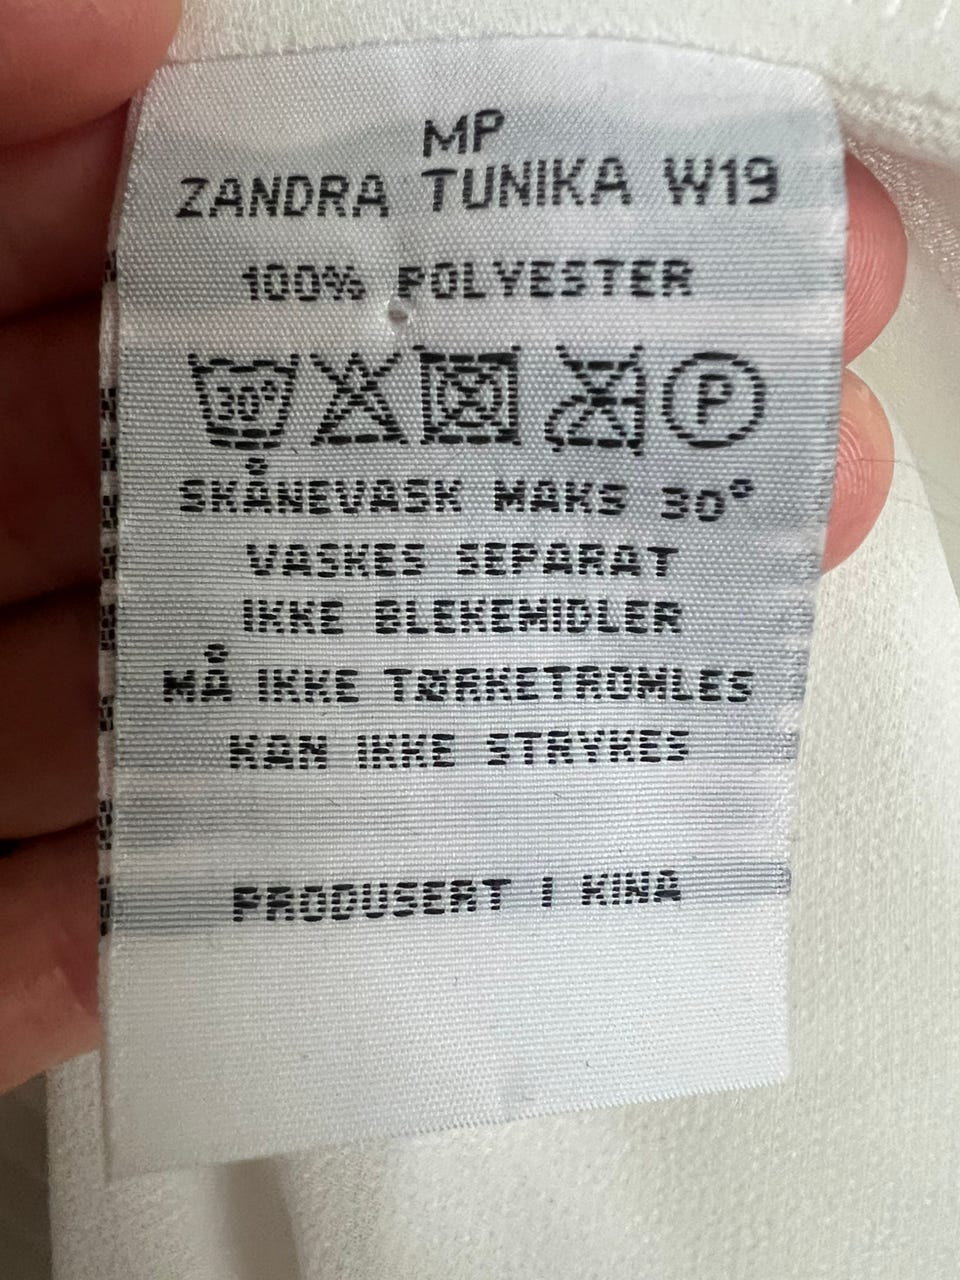 MP
ZANDRA TUNIKA W19
100% POLYESTER
30° P
SKÅNEVASK MAKS 30°
VASKES SEPARAT
IKKE BLEKEMIDLER
MÅ IKKE TØRKETROMLES
KAN IKKE STRYKES
PRODUSERT I KINA